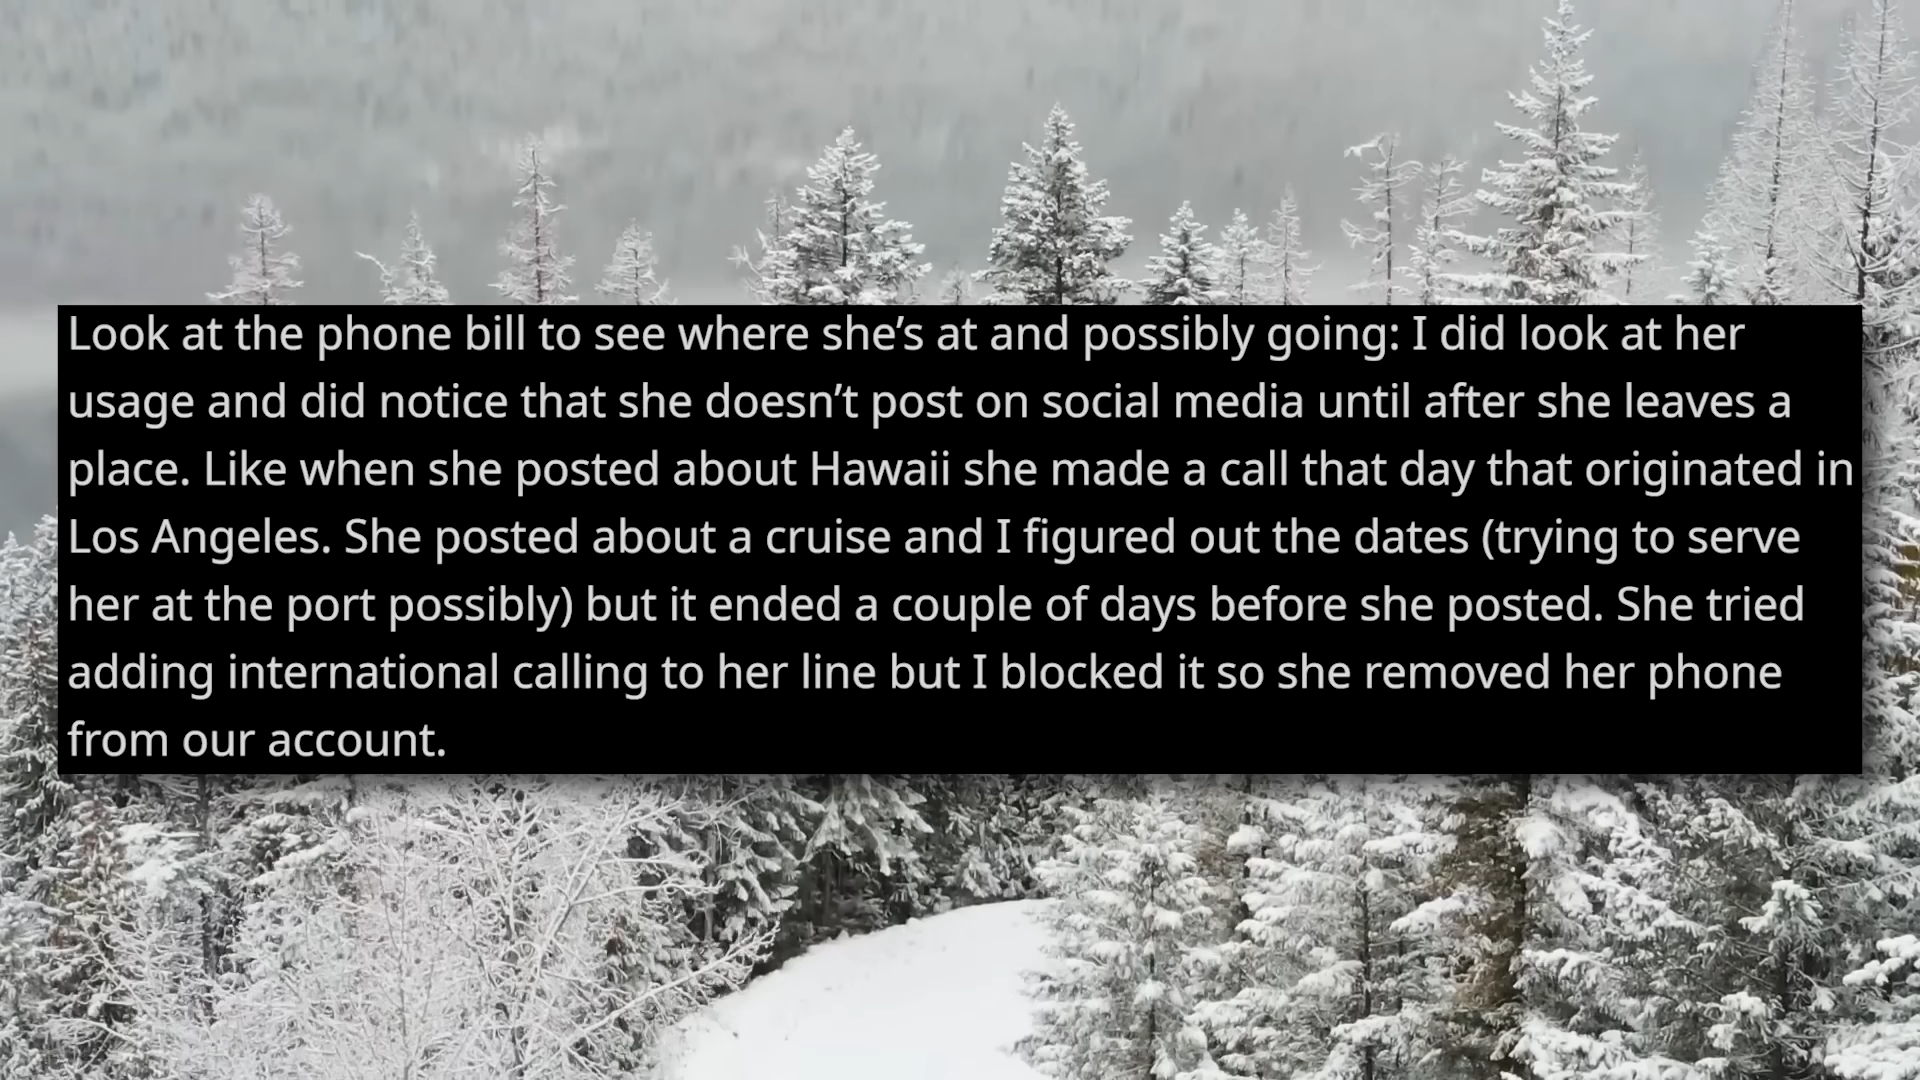 Look at the phone bill to see where she’s at and possibly going: I did look at her
usage and did notice that she doesn’t post on social media until after she leaves a
place. Like when she posted about Hawaii she made a call that day that originated in
Los Angeles. She posted about a cruise and I figured out the dates (trying to serve
her at the port possibly) but it ended a couple of days before she posted. She tried
adding international calling to her line but I blocked it so she removed her phone
from our account.